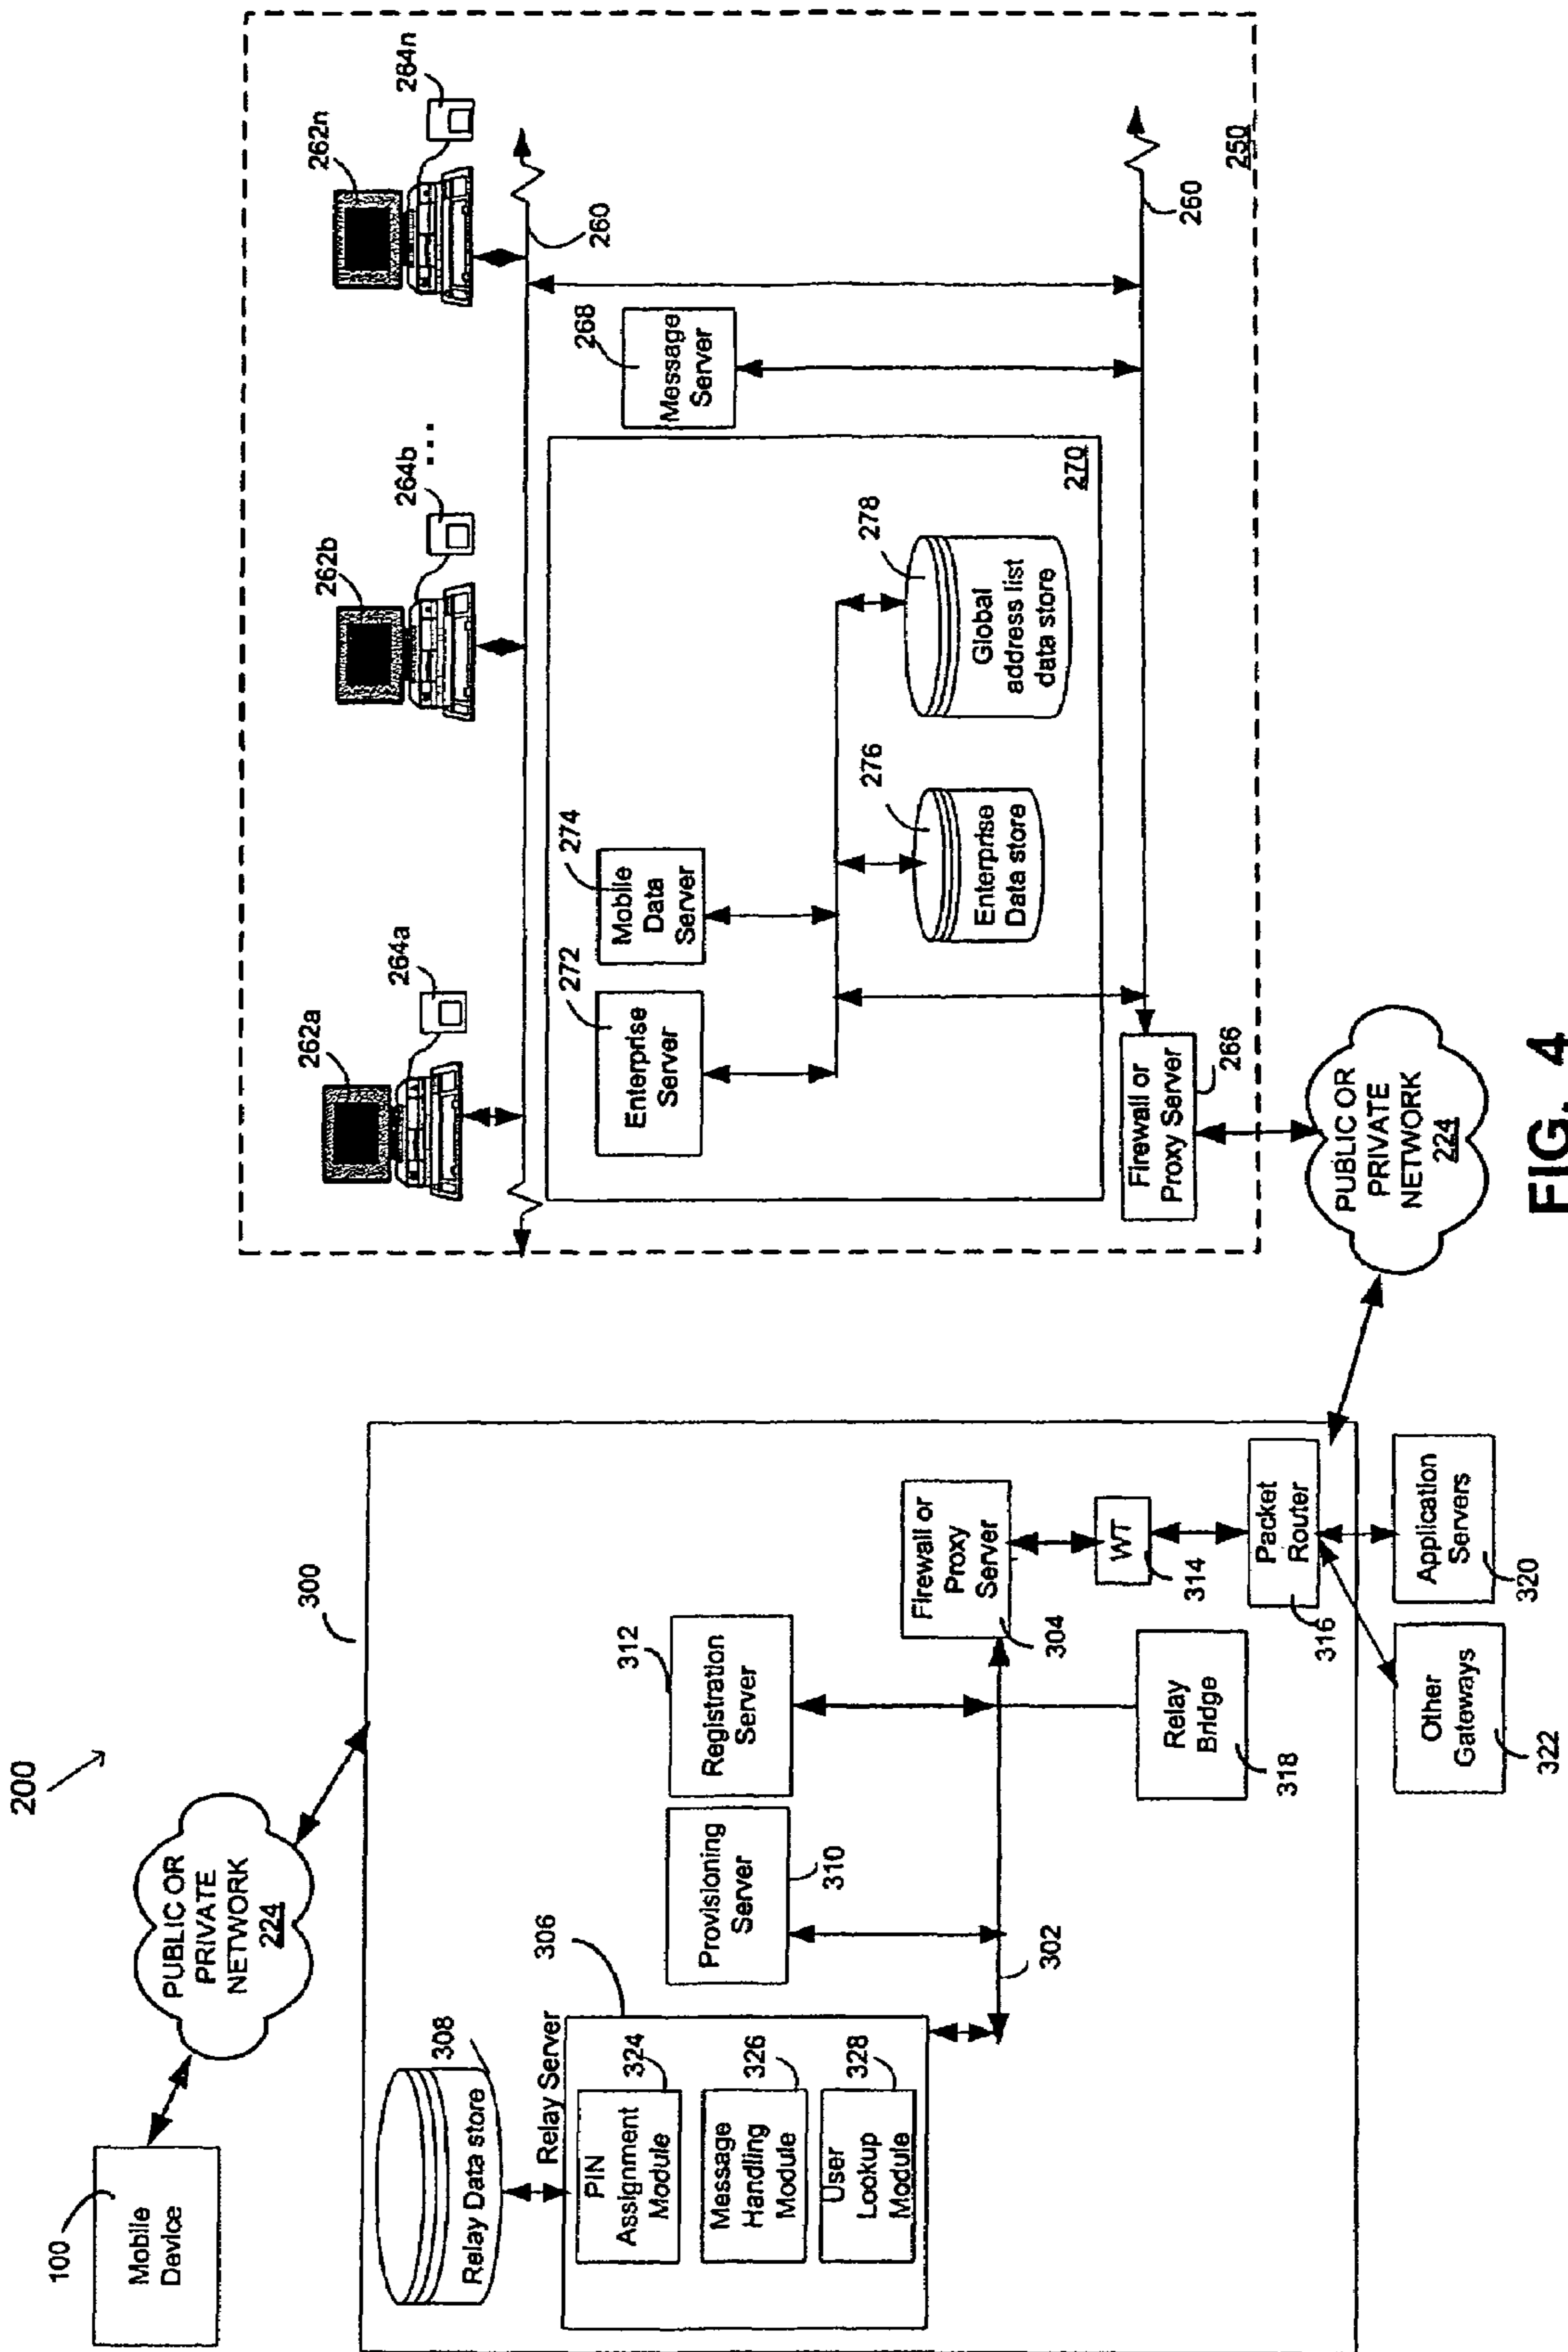 200
100
Mobile
Device
PUBLIC OR
PRIVATE
NETWORK
224
300
308
Relay Data store
Relay Server
306
PIN
Assignment
Module
324
Message
Handling
Module
326
User
Lookup
Module
328
Provisioning
Server
310
Registration
Server
312
302
Firewall or
Proxy
Server
304
WT
314
Relay
Bridge
318
Packet
Router
316
Other
Gateways
322
Application
Servers
320
262a
264a
262b
264b
...
262n
264n
260
Enterprise
Server
272
Mobile
Data
Server
274
Enterprise
Data store
276
Global
address list
data store
278
270
268
Message
Server
260
250
Firewall or
Proxy Server
266
PUBLIC OR
PRIVATE
NETWORK
224
FIG. 4